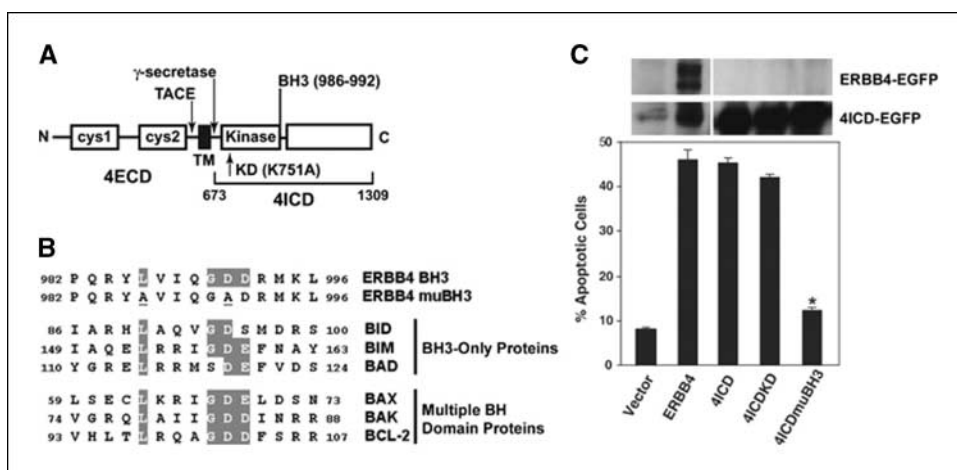 A
γ-secretase
BH3 (986-992)
TACE
N cys1 cys2 Kinase C
TM
4ECD
KD (K751A)
673 4ICD 1309
B
982 P Q R Y L V I Q G D D R M K L 996 ERBB4 BH3
982 P Q R Y A V I Q G A D R M K L 996 ERBB4 muBH3
86 I A R H L A Q V G D S M D R S 100 BID
149 I A Q E L R R I G D E F N A Y 163 BIM
110 Y G R E L R R M S D E F V D S 124 BAD
BH3-Only Proteins
59 L S E C L K R I G D E L D S N 73 BAX
74 V G R Q L A I I G D D I N R R 88 BAK
93 V H L T L R Q A G D D F S R R 107 BCL-2
Multiple BH
Domain Proteins
C
ERBB4-EGFP
4ICD-EGFP
% Apoptotic Cells
50
40
30
20
10
0
*
Vector
ERBB4
4ICD
4ICDKD
4ICDmuBH3